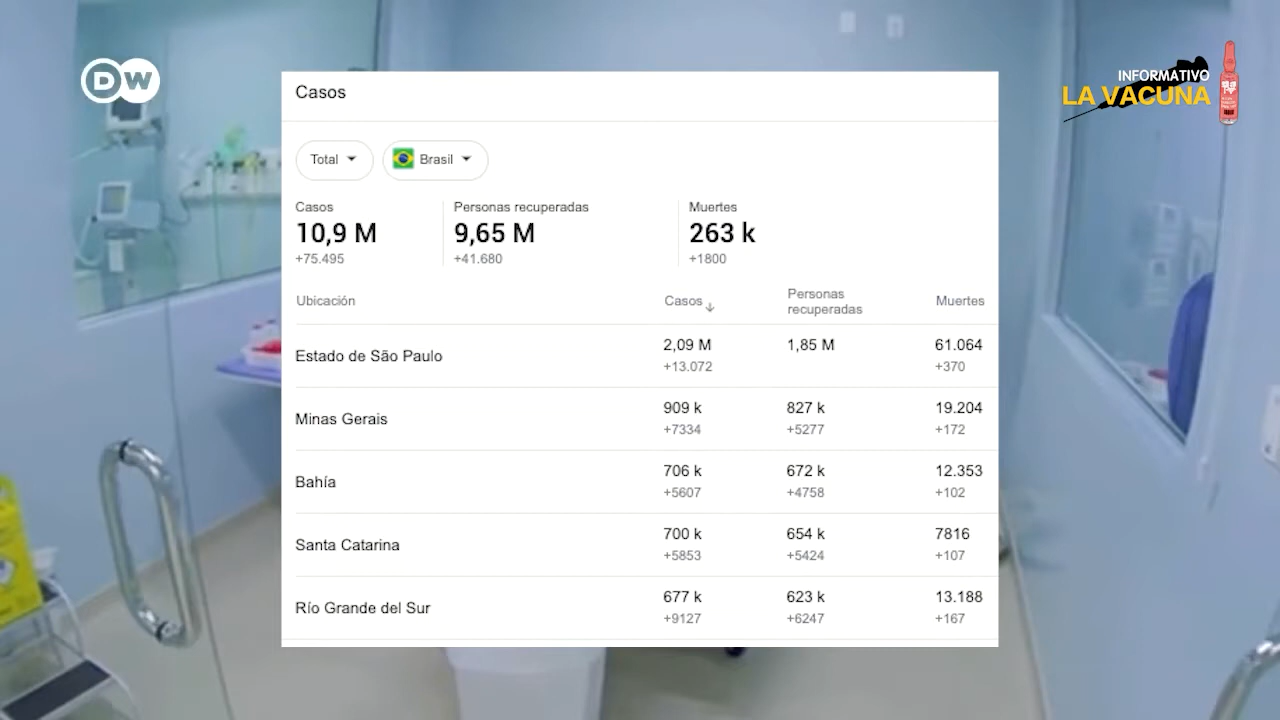 DW
INFORMATIVO
LA VACUNA
Casos
Total
Brasil
Casos
Personas recuperadas
Muertes
10,9 M
9,65 M
263 k
+75.495
+41.680
+1800
Ubicación
Casos
Personas
recuperadas
Muertes
Estado de São Paulo
2,09 M
1,85 M
61.064
+13.072
+370
Minas Gerais
909 k
827 k
19.204
+7334
+5277
+172
Bahía
706 k
672 k
12.353
+5607
+4758
+102
Santa Catarina
700 k
654 k
7816
+5853
+5424
+107
Río Grande del Sur
677 k
623 k
13.188
+9127
+6247
+167